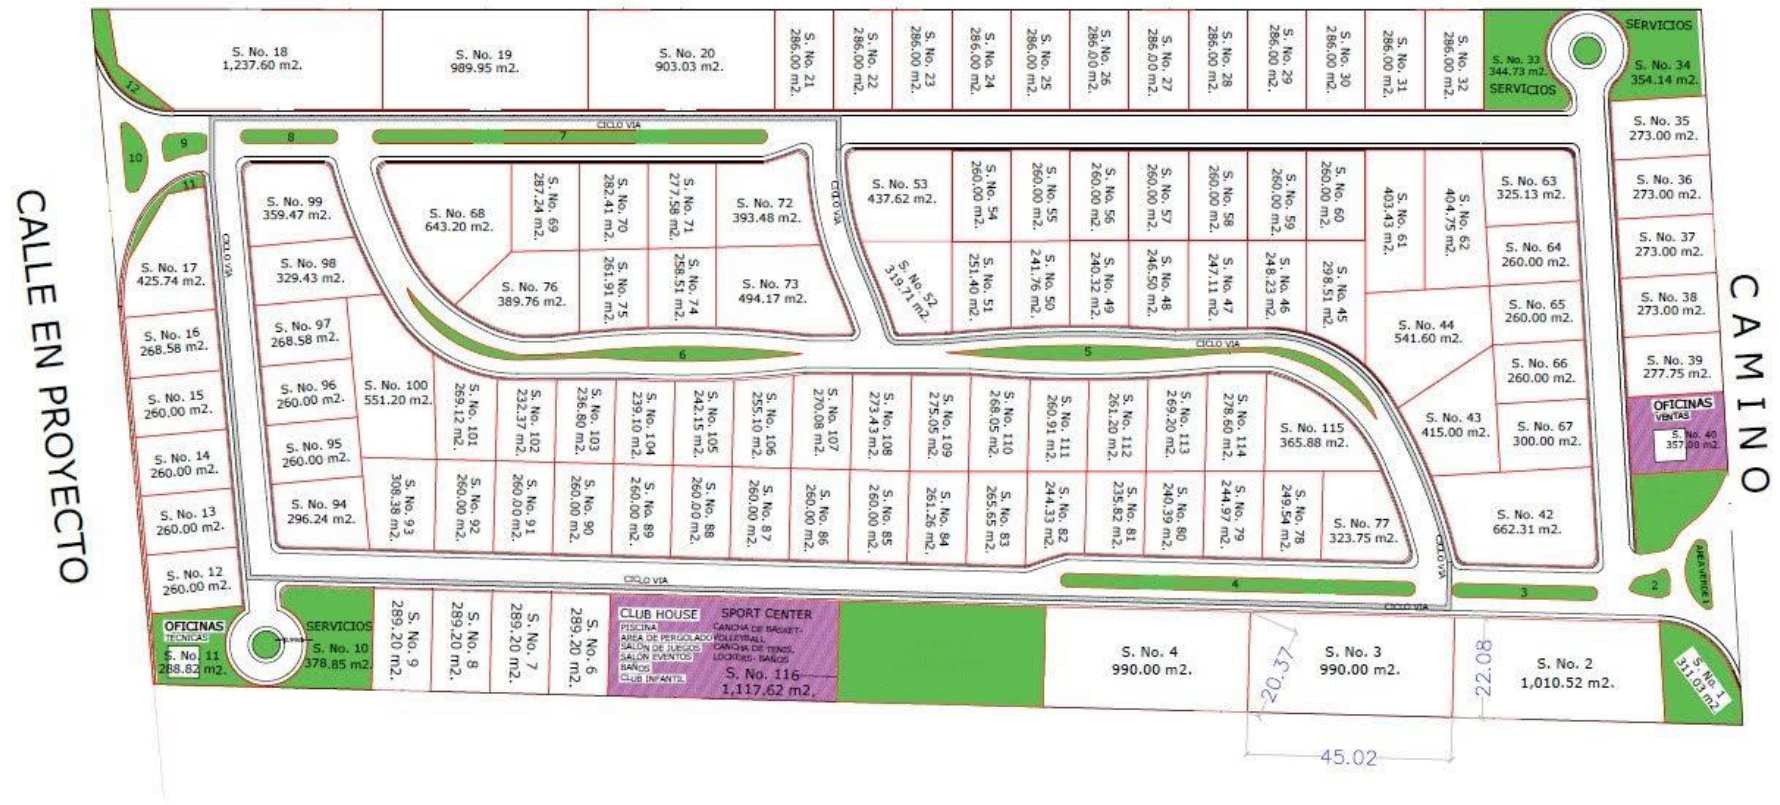 S. No. 18
1,237.60 m2.
S. No. 19
989.95 m2.
S. No. 20
903.03 m2.
S. No. 21
286.00 m2.
S. No. 22
286.00 m2.
S. No. 23
286.00 m2.
S. No. 24
286.00 m2.
S. No. 25
286.00 m2.
S. No. 26
286.00 m2.
S. No. 27
286.00 m2.
S. No. 28
286.00 m2.
S. No. 29
286.00 m2.
S. No. 30
286.00 m2.
S. No. 31
286.00 m2.
S. No. 32
286.00 m2.
S. No. 33
344.73 m2.
SERVICIOS
SERVICIOS
S. No. 34
354.14 m2.
12
10
9
11
8
7
CICLO VIA
S. No. 35
273.00 m2.
S. No. 36
273.00 m2.
S. No. 37
273.00 m2.
S. No. 38
273.00 m2.
S. No. 39
277.75 m2.
OFICINAS
VENTAS
S. No. 40
357.00 m2.
CAMINO
CALLE EN PROYECTO
S. No. 17
425.74 m2.
S. No. 16
268.58 m2.
S. No. 15
260.00 m2.
S. No. 14
260.00 m2.
S. No. 13
260.00 m2.
S. No. 12
260.00 m2.
CICLO VIA
S. No. 99
359.47 m2.
S. No. 98
329.43 m2.
S. No. 97
268.58 m2.
S. No. 96
260.00 m2.
S. No. 95
260.00 m2.
S. No. 94
296.24 m2.
S. No. 100
551.20 m2.
S. No. 68
643.20 m2.
S. No. 69
287.24 m2.
S. No. 70
282.41 m2.
S. No. 71
277.58 m2.
S. No. 72
393.48 m2.
S. No. 76
389.76 m2.
S. No. 75
261.91 m2.
S. No. 74
258.51 m2.
S. No. 73
494.17 m2.
CICLO VIA
S. No. 53
437.62 m2.
S. No. 54
260.00 m2.
S. No. 55
260.00 m2.
S. No. 56
260.00 m2.
S. No. 57
260.00 m2.
S. No. 58
260.00 m2.
S. No. 59
260.00 m2.
S. No. 60
260.00 m2.
S. No. 61
403.43 m2.
S. No. 62
404.75 m2.
S. No. 63
325.13 m2.
S. No. 64
260.00 m2.
S. No. 65
260.00 m2.
S. No. 66
260.00 m2.
S. No. 67
300.00 m2.
S. No. 52
319.71 m2.
S. No. 51
251.40 m2.
S. No. 50
241.76 m2.
S. No. 49
240.32 m2.
S. No. 48
246.50 m2.
S. No. 47
247.11 m2.
S. No. 46
248.23 m2.
S. No. 45
298.51 m2.
S. No. 44
541.60 m2.
S. No. 43
415.00 m2.
S. No. 42
662.31 m2.
6
5
CICLO VIA
S. No. 101
269.12 m2.
S. No. 102
232.37 m2.
S. No. 103
236.80 m2.
S. No. 104
239.10 m2.
S. No. 105
242.15 m2.
S. No. 106
255.10 m2.
S. No. 107
270.08 m2.
S. No. 108
273.43 m2.
S. No. 109
275.05 m2.
S. No. 110
268.05 m2.
S. No. 111
260.91 m2.
S. No. 112
261.20 m2.
S. No. 113
269.20 m2.
S. No. 114
278.60 m2.
S. No. 115
365.88 m2.
S. No. 93
308.38 m2.
S. No. 92
260.00 m2.
S. No. 91
260.00 m2.
S. No. 90
260.00 m2.
S. No. 89
260.00 m2.
S. No. 88
260.00 m2.
S. No. 87
260.00 m2.
S. No. 86
260.00 m2.
S. No. 85
260.00 m2.
S. No. 84
261.26 m2.
S. No. 83
265.65 m2.
S. No. 82
244.33 m2.
S. No. 81
235.82 m2.
S. No. 80
240.39 m2.
S. No. 79
244.97 m2.
S. No. 78
249.54 m2.
S. No. 77
323.75 m2.
CICLO VIA
CICLO VIA
4
3
2
AREA VERDE 1
CICLO VIA
OFICINAS
TECNICAS
S. No. 11
288.82 m2.
SERVICIOS
S. No. 10
378.85 m2.
S. No. 9
289.20 m2.
S. No. 8
289.20 m2.
S. No. 7
289.20 m2.
S. No. 6
289.20 m2.
CLUB HOUSE
PISCINA
AREA DE PERGOLADO
SALON DE JUEGOS
SALON EVENTOS
BAÑOS
CLUB INFANTIL
SPORT CENTER
CANCHA DE BASKET-
VOLLEYBALL
CANCHA DE TENIS.
LOCKERS- BAÑOS
S. No. 116
1,117.62 m2.
S. No. 4
990.00 m2.
S. No. 3
990.00 m2.
S. No. 2
1,010.52 m2.
S. No. 1
311.03 m2
20.37
22.08
45.02